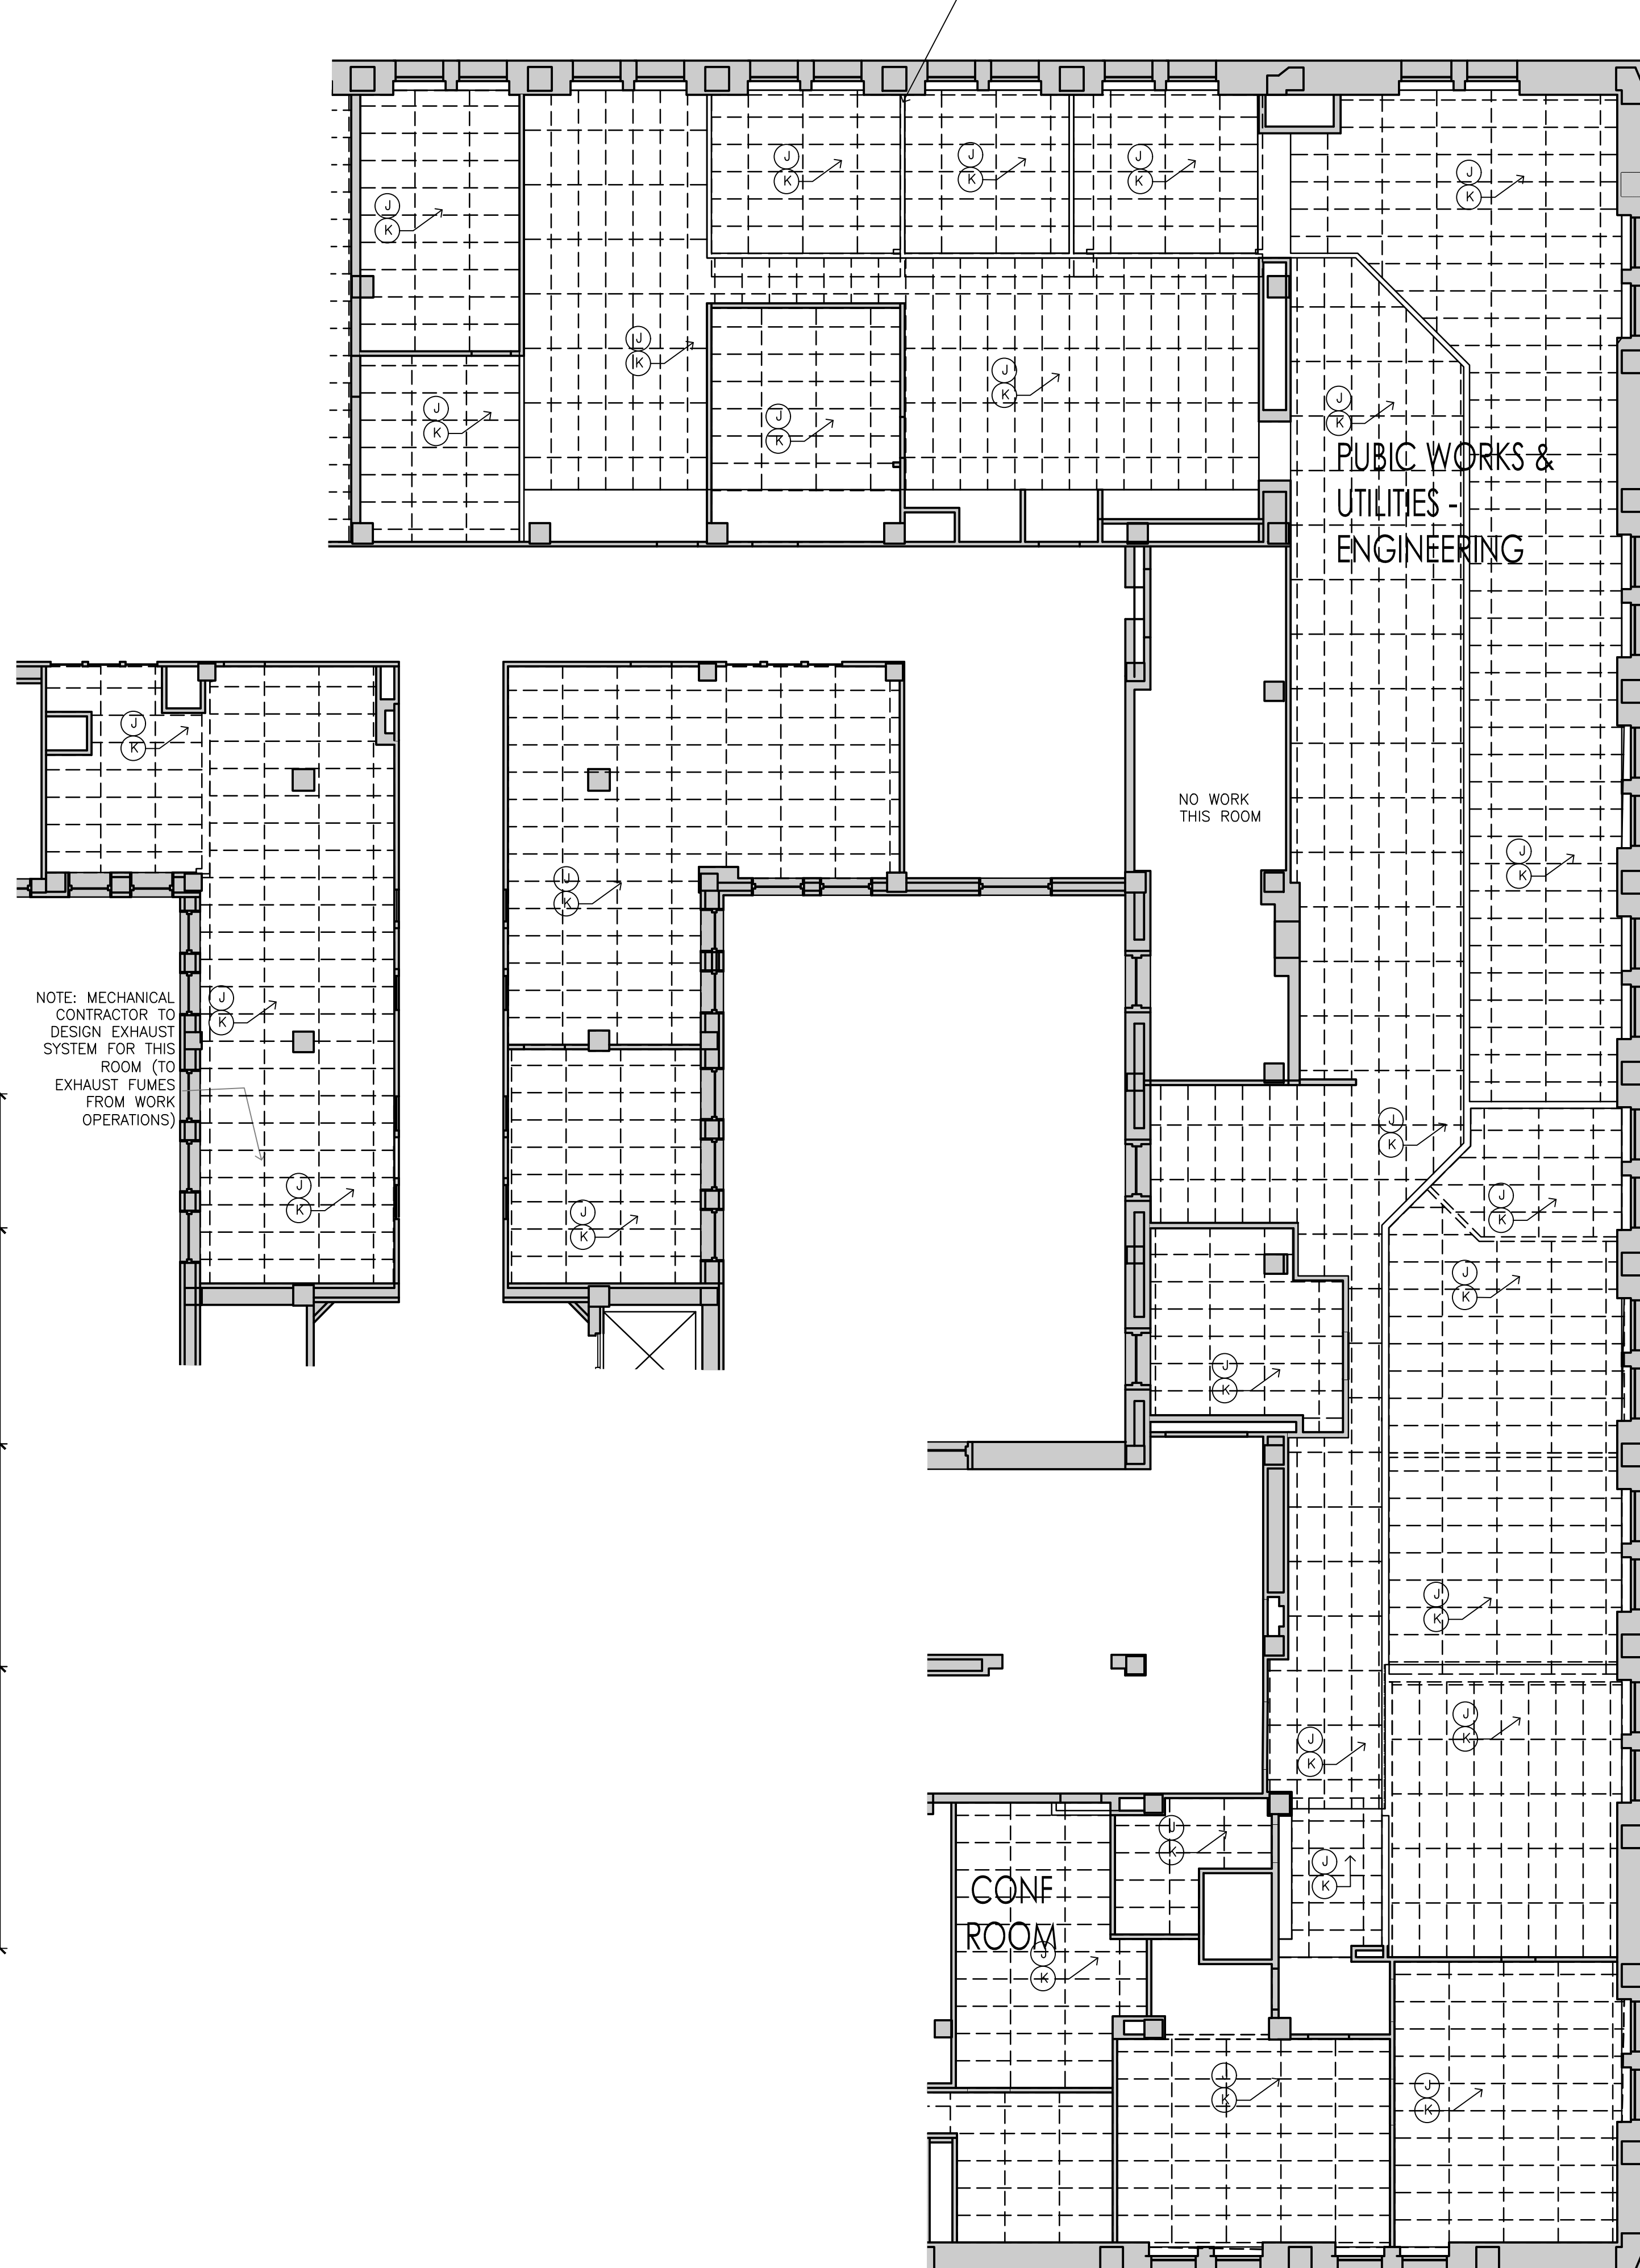 J
K
J
K
J
K
J
K
J
K
J
K
J
K
J
K
J
K
J
K
PUBIC WORKS &
UTILITIES -
ENGINEERING
J
K
NO WORK
THIS ROOM
J
K
J
K
J
K
NOTE: MECHANICAL
CONTRACTOR TO
DESIGN EXHAUST
SYSTEM FOR THIS
ROOM (TO
EXHAUST FUMES
FROM WORK
OPERATIONS)
J
K
J
K
J
K
J
K
J
K
J
K
J
K
J
K
J
K
J
K
J
K
CONF
ROOM
J
K
J
K
J
K